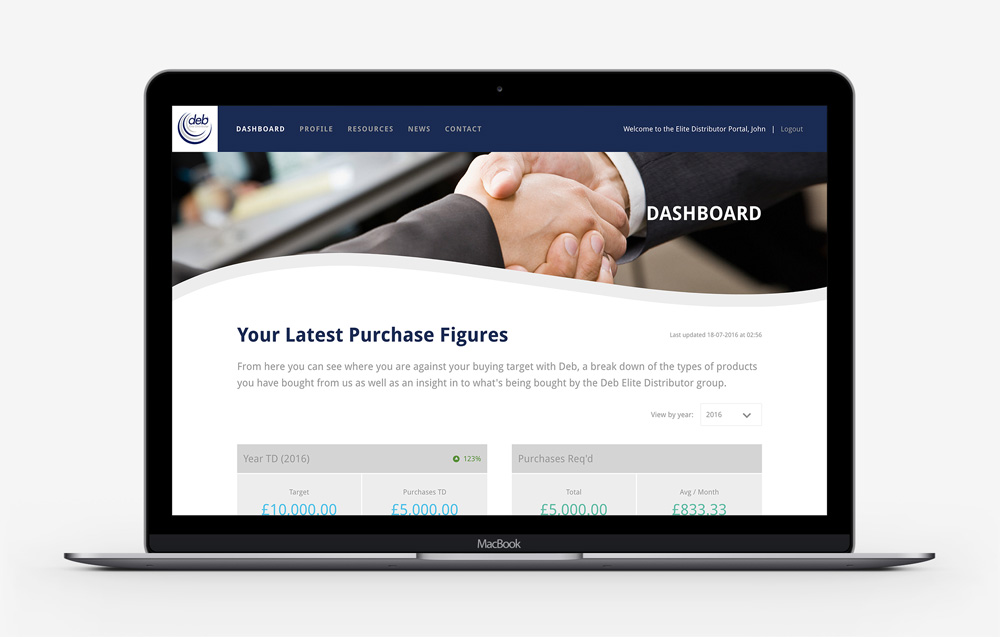 deb
DASHBOARD PROFILE RESOURCES NEWS CONTACT
Welcome to the Elite Distributor Portal, John | Logout
DASHBOARD
Your Latest Purchase Figures
Last updated 18-07-2016 at 02:56
From here you can see where you are against your buying target with Deb, a break down of the types of products
you have bought from us as well as an insight in to what's being bought by the Deb Elite Distributor group.
View by year: 2016
Year TD (2016) 123%
Purchases Req'd
Target Purchases TD
£10,000.00 £5,000.00
Total Avg / Month
£5,000.00 £833.33
MacBook